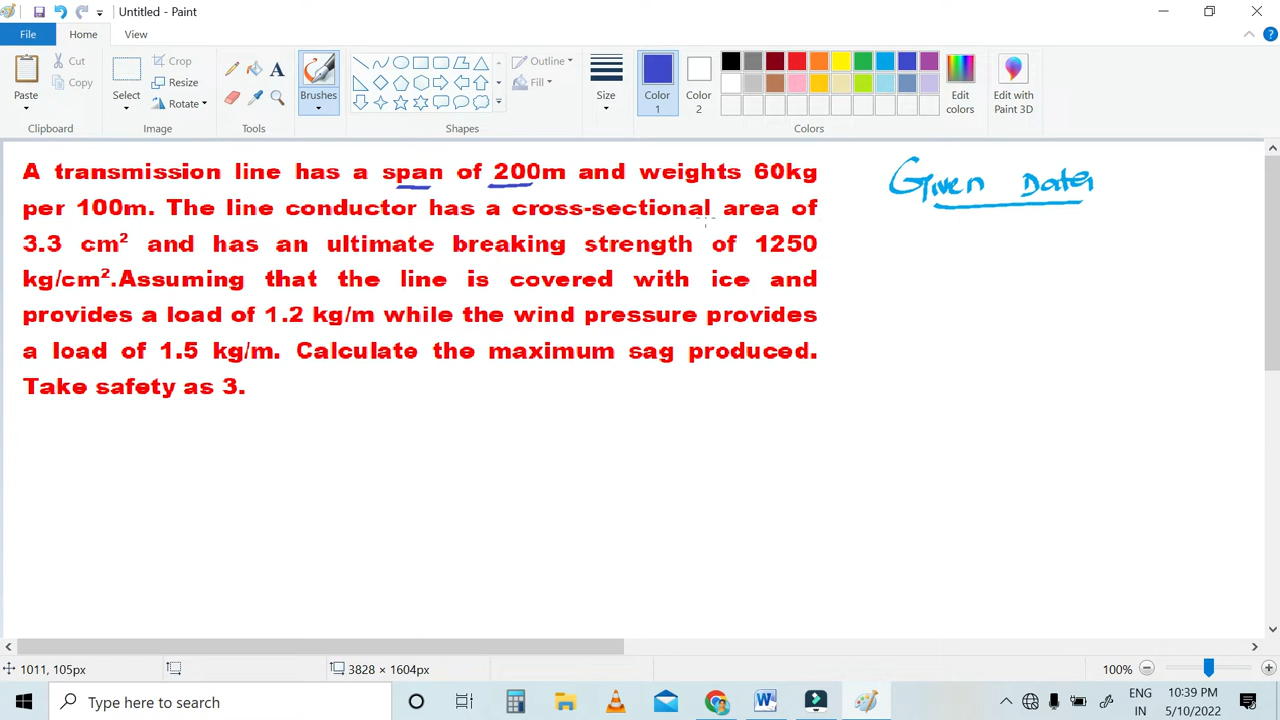 Untitled - Paint
File Home View
Cut
Copy
Paste
Clipboard
Select
Crop
Resize
Rotate
Image
Tools
Brushes
Shapes
Outline
Fill
Size
Color 1
Color 2
Edit colors
Edit with Paint 3D
Colors
A transmission line has a span of 200m and weights 60kg
per 100m. The line conductor has a cross-sectional area of
3.3 cm² and has an ultimate breaking strength of 1250
kg/cm².Assuming that the line is covered with ice and
provides a load of 1.2 kg/m while the wind pressure provides
a load of 1.5 kg/m. Calculate the maximum sag produced.
Take safety as 3.
Given Data
1011, 105px
3828 × 1604px
100%
Type here to search
ENG
IN
10:39 PM
5/10/2022